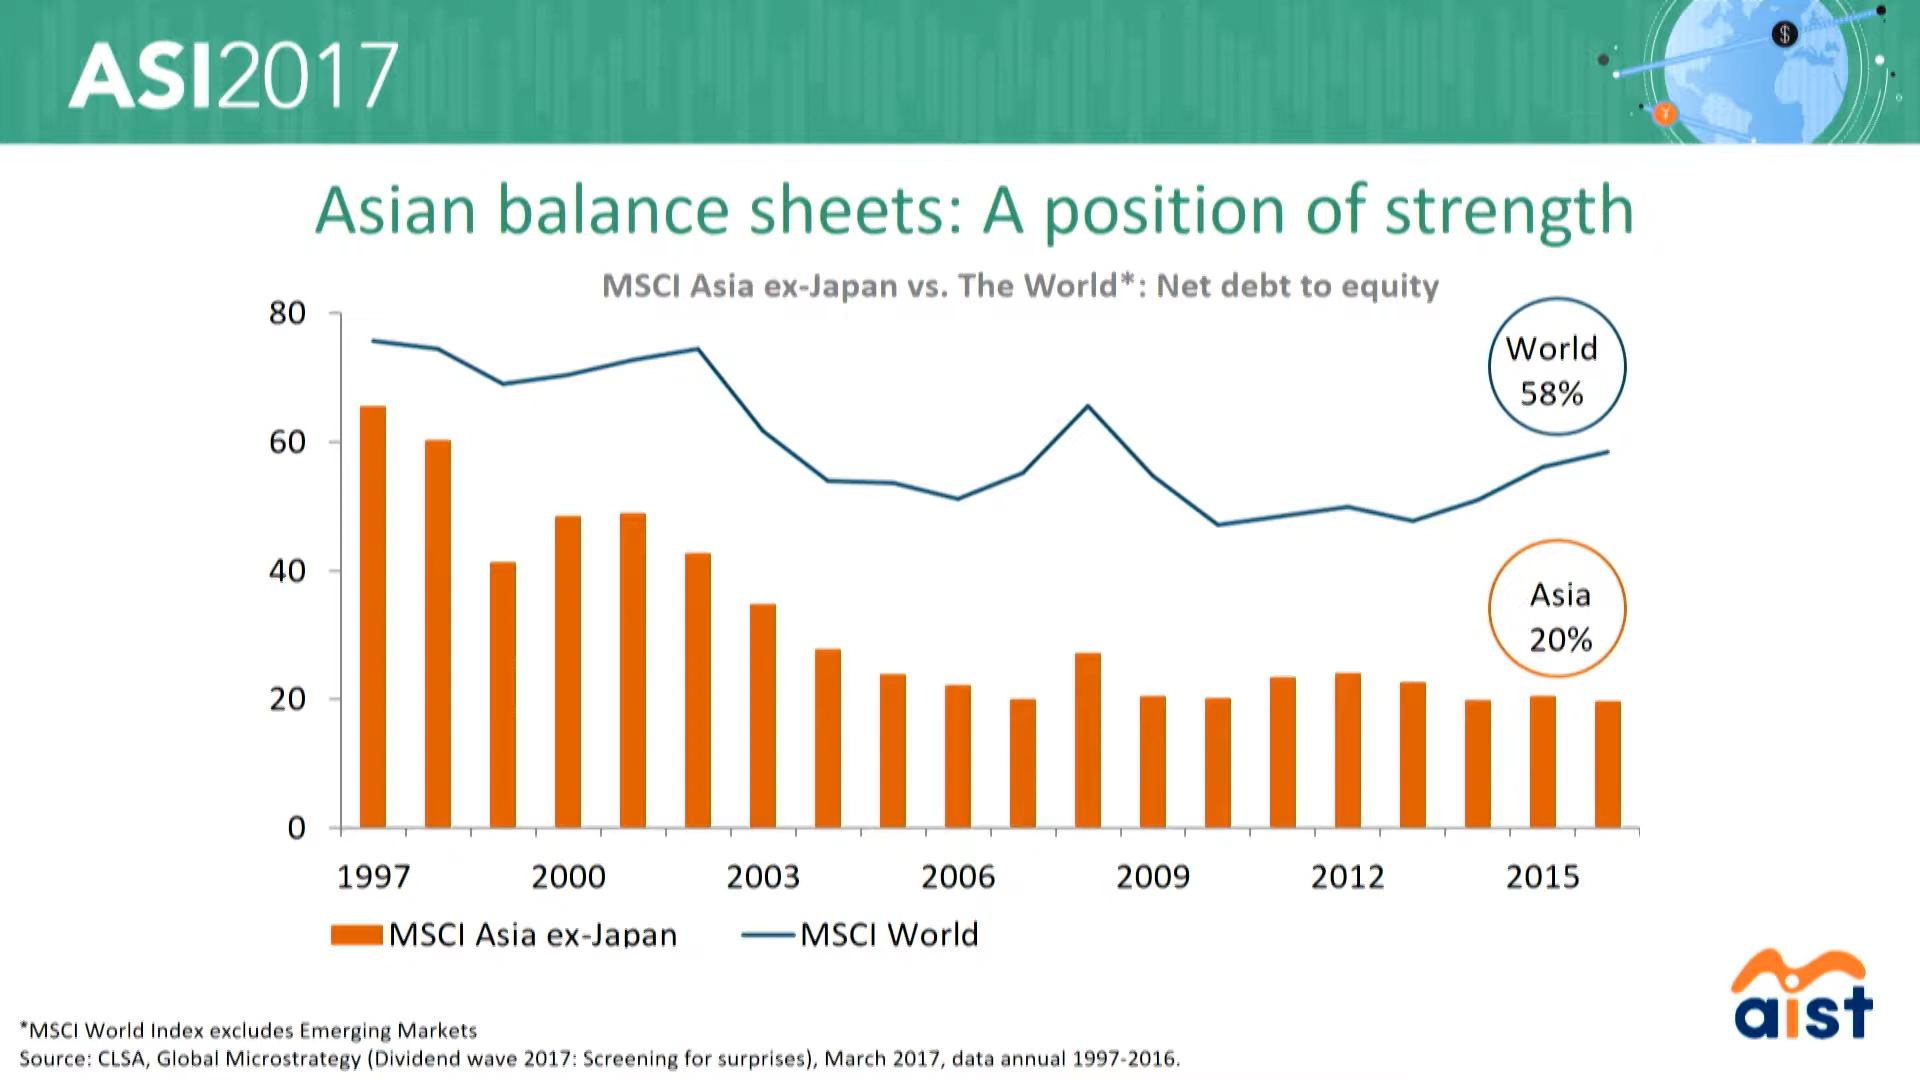 ASI2017
$
¥
Asian balance sheets: A position of strength
MSCI Asia ex-Japan vs. The World*: Net debt to equity
80
60
40
20
0
World
58%
Asia
20%
1997 2000 2003 2006 2009 2012 2015
MSCI Asia ex-Japan MSCI World
aist
*MSCI World Index excludes Emerging Markets
Source: CLSA, Global Microstrategy (Dividend wave 2017: Screening for surprises), March 2017, data annual 1997-2016.